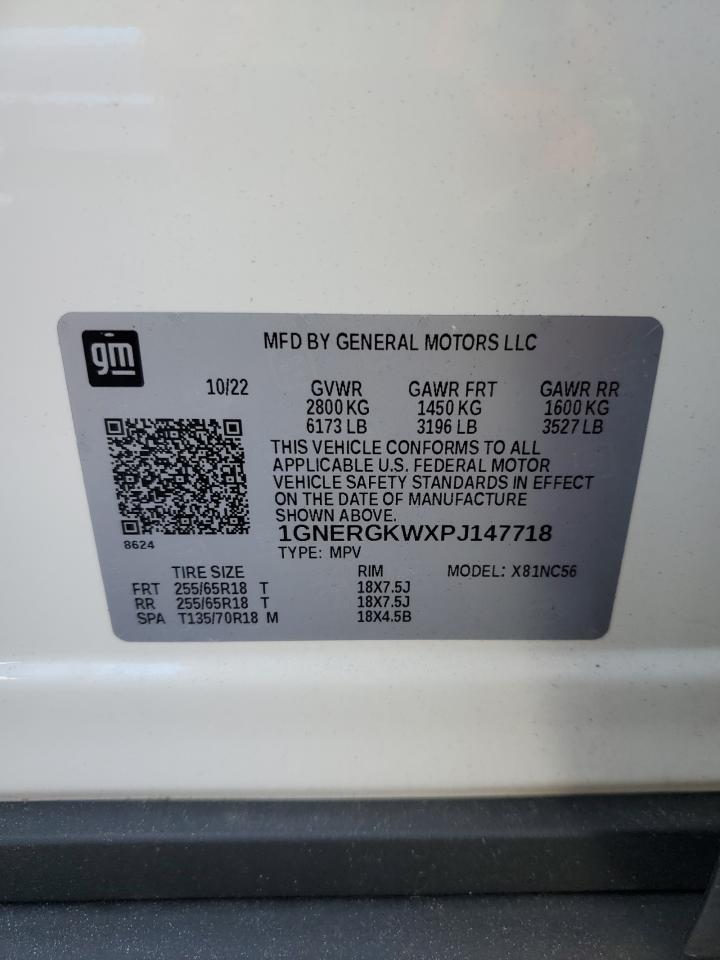 gm
MFD BY GENERAL MOTORS LLC
10/22 GVWR GAWR FRT GAWR RR
2800 KG 1450 KG 1600 KG
6173 LB 3196 LB 3527 LB
THIS VEHICLE CONFORMS TO ALL
APPLICABLE U.S. FEDERAL MOTOR
VEHICLE SAFETY STANDARDS IN EFFECT
ON THE DATE OF MANUFACTURE
SHOWN ABOVE.
1GNERGKWXPJ147718
8624
TYPE: MPV
TIRE SIZE RIM MODEL: X81NC56
FRT 255/65R18 T 18X7.5J
RR 255/65R18 T 18X7.5J
SPA T135/70R18 M 18X4.5B